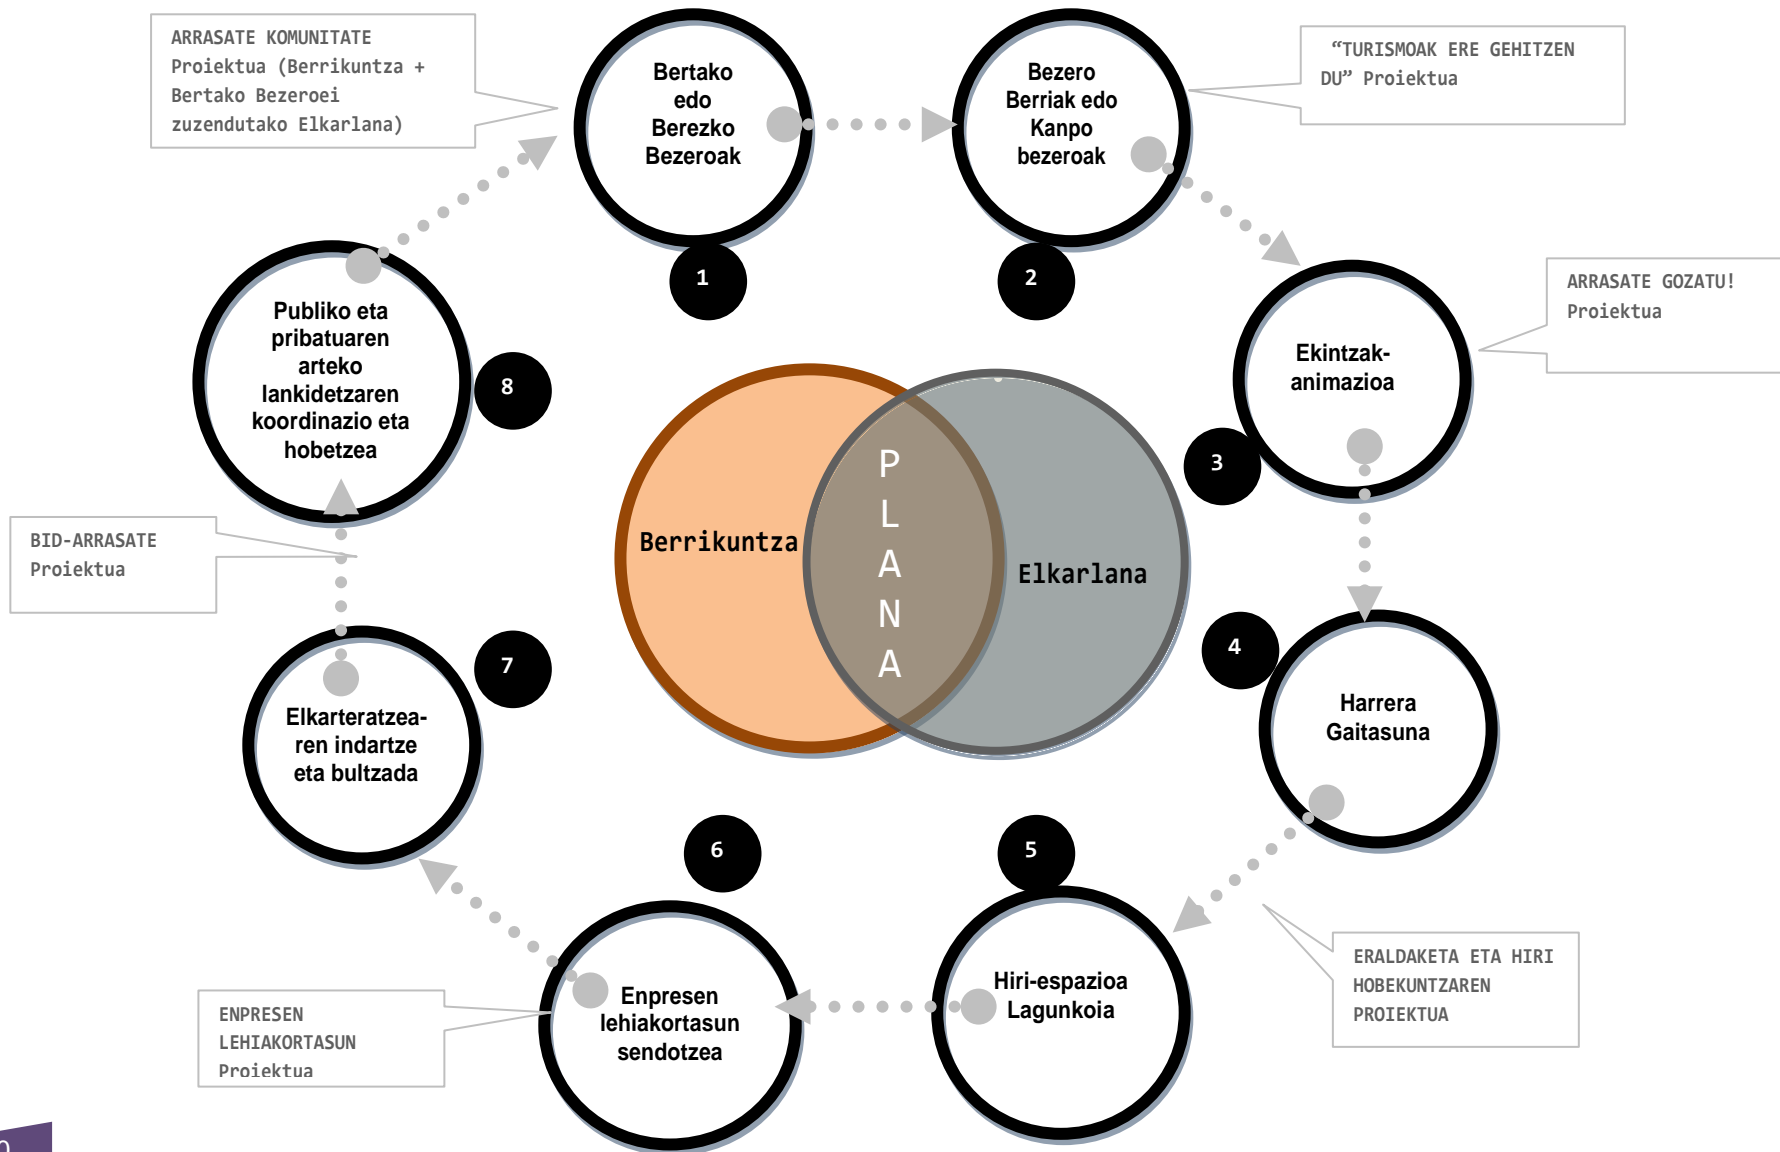 ARRASATE KOMUNITATE
Proiektua (Berrikuntza +
Bertako Bezeroei
zuzendutako Elkarlana)
Bertako
edo
Berezko
Bezeroak
1
Bezero
Berriak edo
Kanpo
bezeroak
2
“TURISMOAK ERE GEHITZEN
DU” Proiektua
ARRASATE GOZATU!
Proiektua
Ekintzak-
animazioa
3
Publiko eta
pribatuaren
arteko
lankidetzaren
koordinazio eta
hobetzea
8
Berrikuntza
P
L
A
N
A
Elkarlana
BID-ARRASATE
Proiektua
4
Harrera
Gaitasuna
7
Elkarteratzea-
ren indartze
eta bultzada
6
5
Enpresen
lehiakortasun
sendotzea
Hiri-espazioa
Lagunkoia
ERALDAKETA ETA HIRI
HOBEKUNTZAREN
PROIEKTUA
ENPRESEN
LEHIAKORTASUN
Proiektua